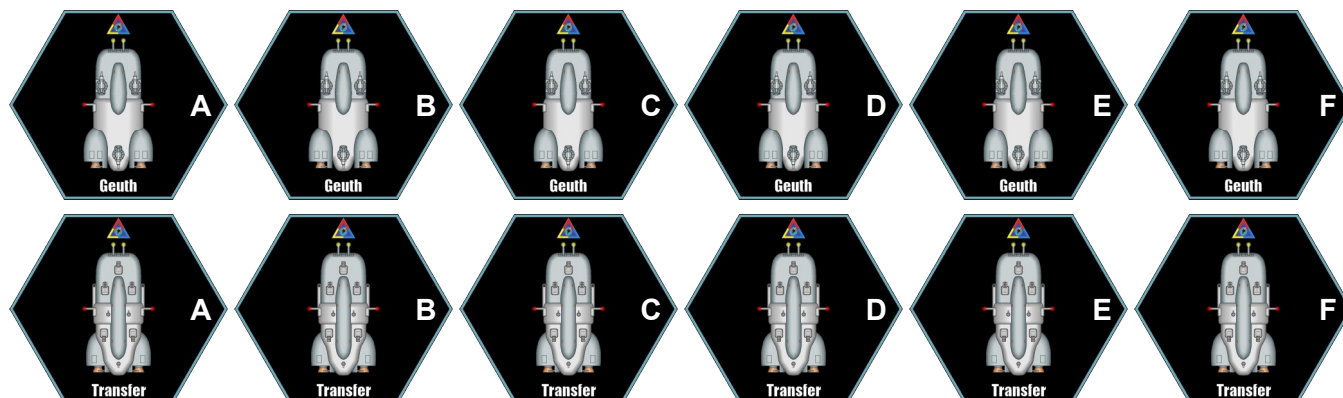 A B C D E F
Geuth Geuth Geuth Geuth Geuth Geuth
A B C D E F
Transfer Transfer Transfer Transfer Transfer Transfer